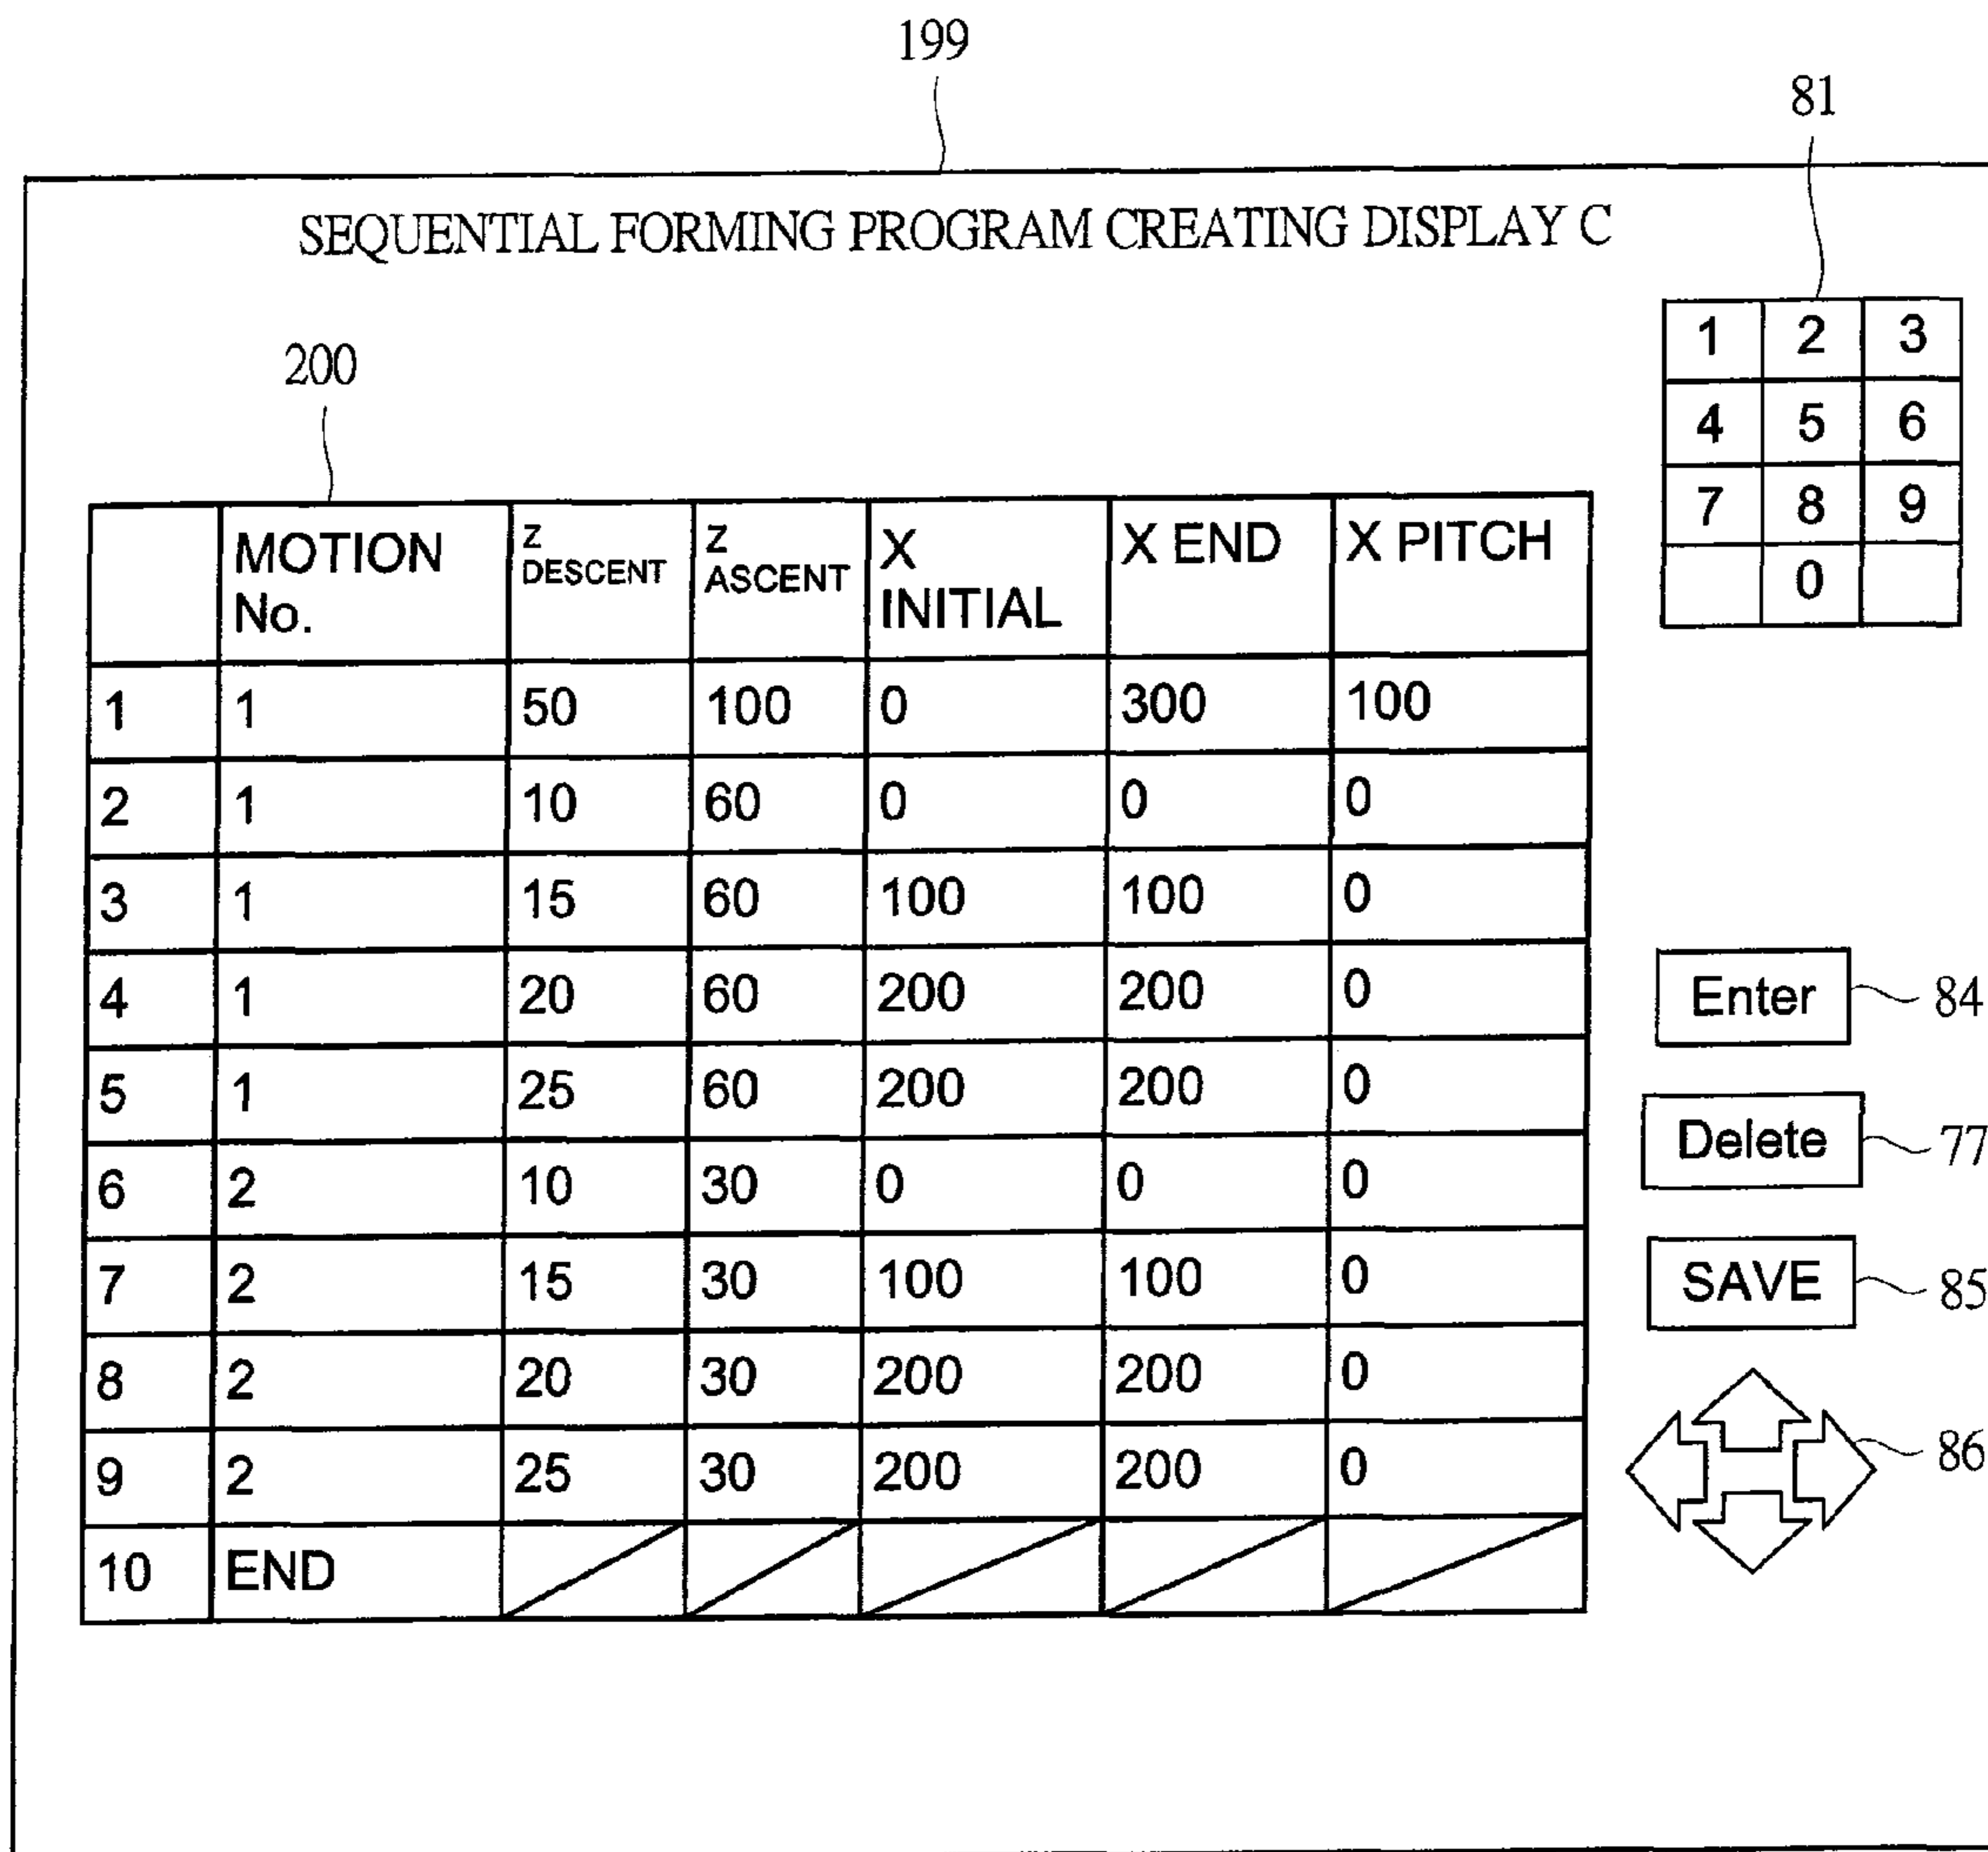 199
81
SEQUENTIAL FORMING PROGRAM CREATING DISPLAY C
1 2 3
4 5 6
7 8 9
0
200
MOTION No. Z DESCENT Z ASCENT X INITIAL X END X PITCH
1 1 50 100 0 300 100
2 1 10 60 0 0 0
3 1 15 60 100 100 0
4 1 20 60 200 200 0
5 1 25 60 200 200 0
6 2 10 30 0 0 0
7 2 15 30 100 100 0
8 2 20 30 200 200 0
9 2 25 30 200 200 0
10 END
Enter 84
Delete 77
SAVE 85
86